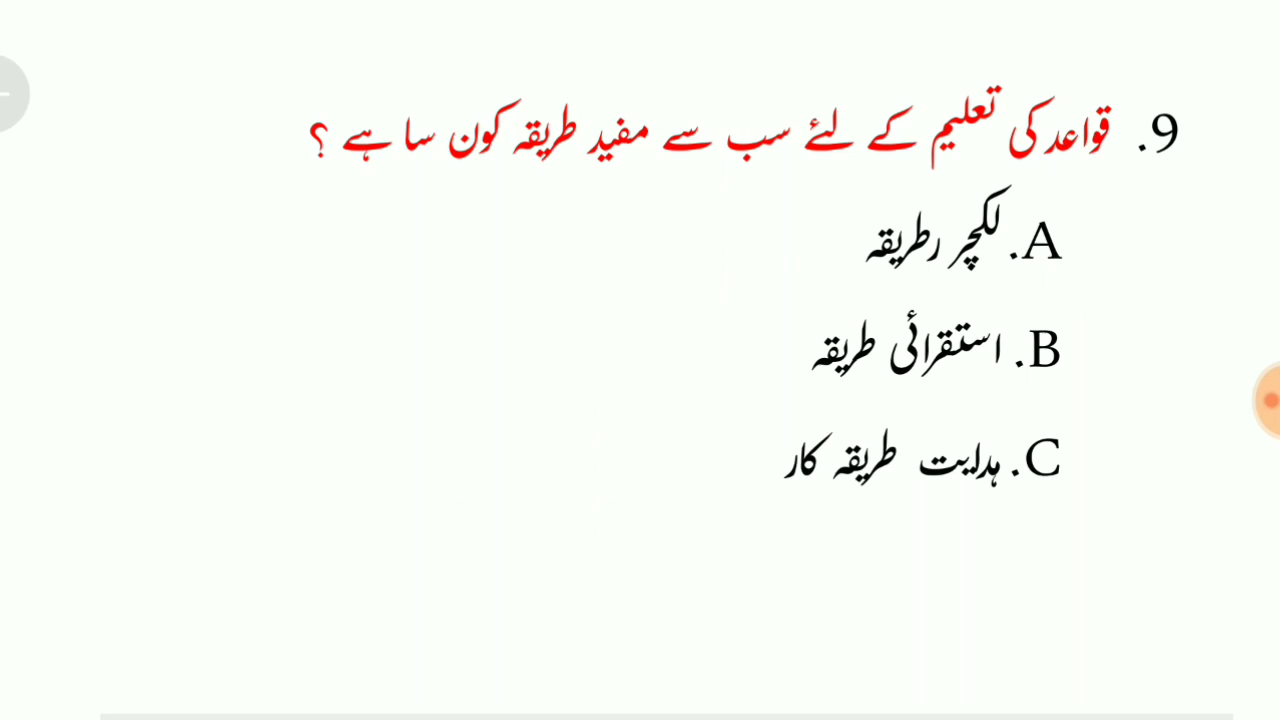 9. قواعد کی تعلیم کے لئے سب سے مفید طریقہ کون سا ہے ؟
A. لکچر رطریقہ
B. استقرائی طریقہ
C. ہدایت طریقہ کار